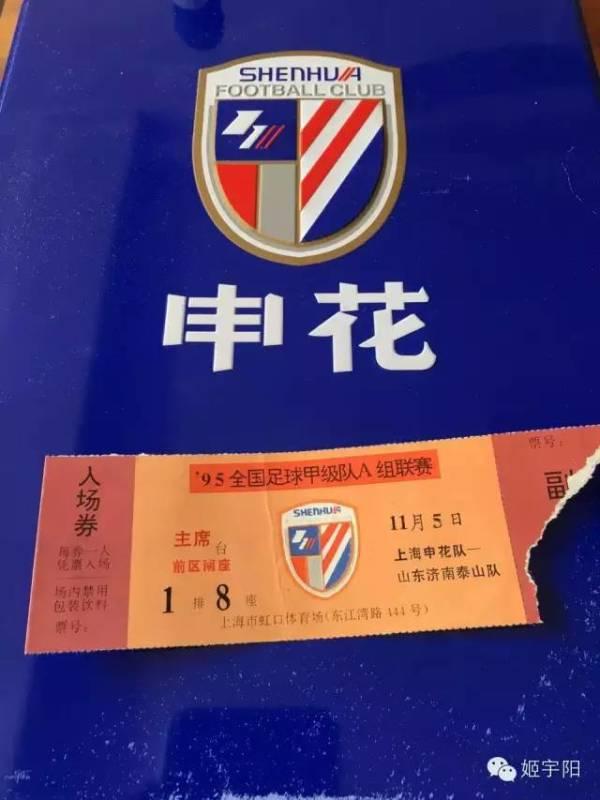 SHENHUA
FOOTBALL CLUB
申花
票号:
副
'95全国足球甲级队A组联赛
入场券
每券一人
凭票入场
场内禁用
包装饮料
票号:
主席台
前区闸座
1排8座
SHENHUA
11月5日
上海申花队—
山东济南泰山队
上海市虹口体育场(东江湾路444号)
姬宇阳